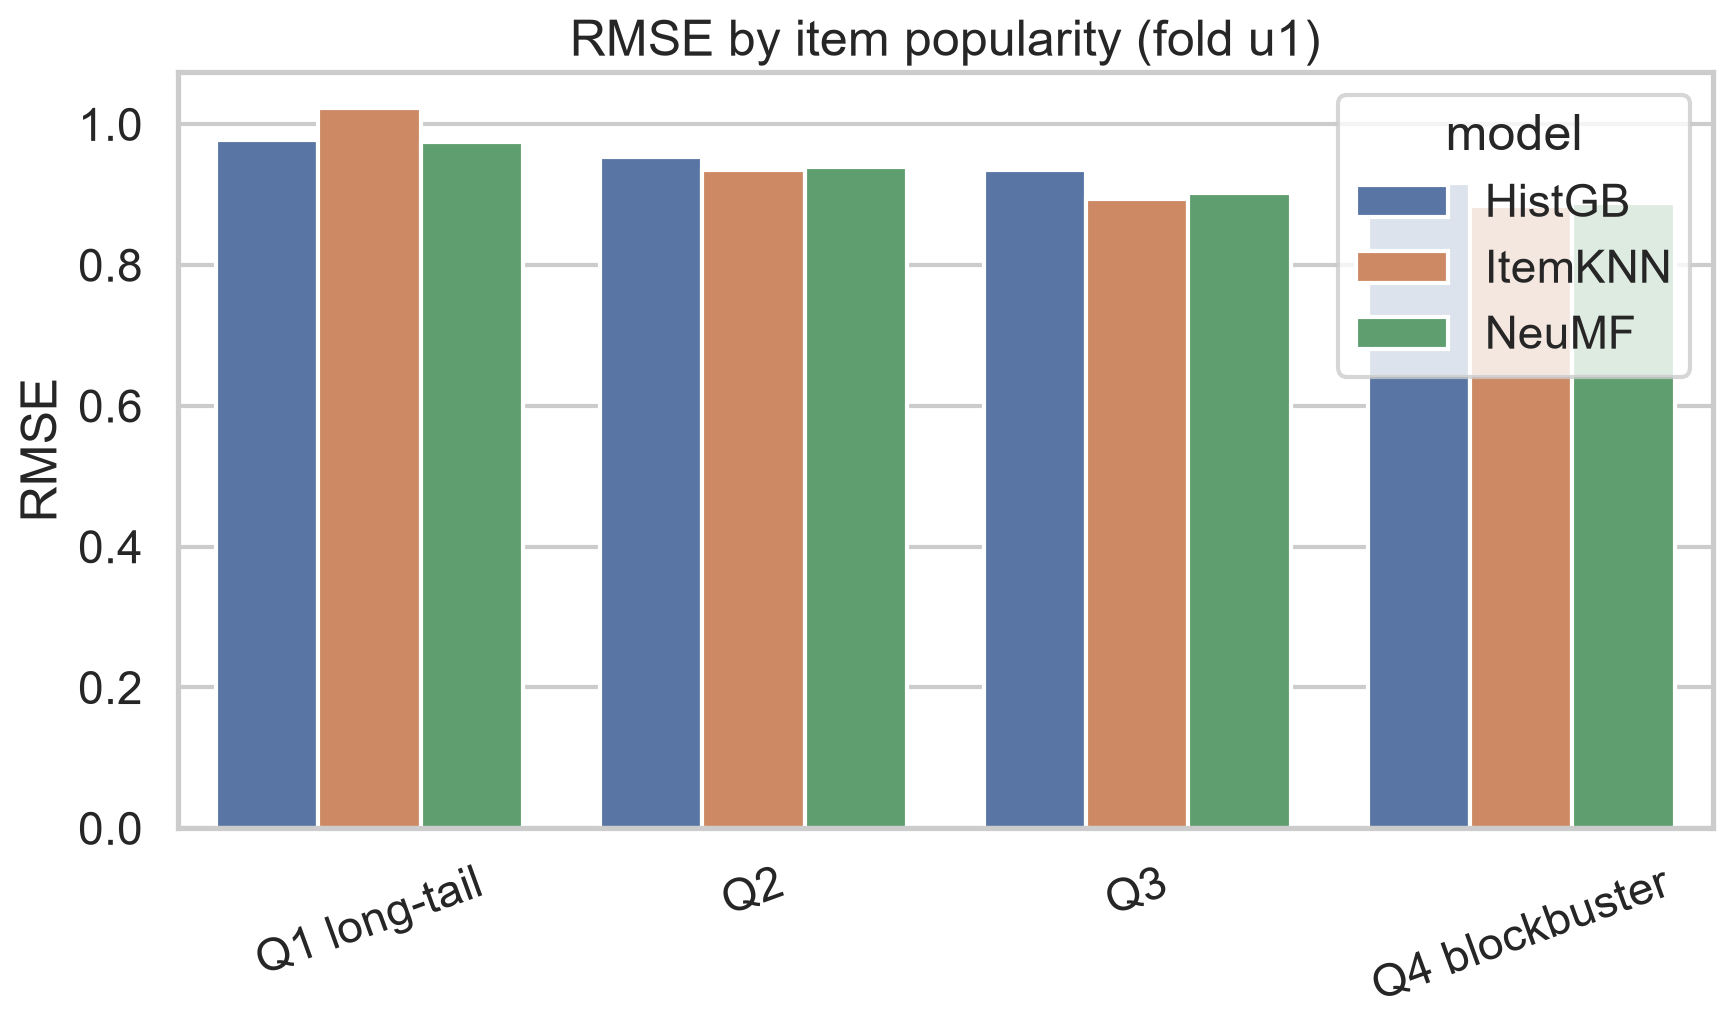 RMSE by item popularity (fold u1)
model
HistGB
ItemKNN
NeuMF
RMSE
1.0
0.8
0.6
0.4
0.2
0.0
Q1 long-tail
Q2
Q3
Q4 blockbuster